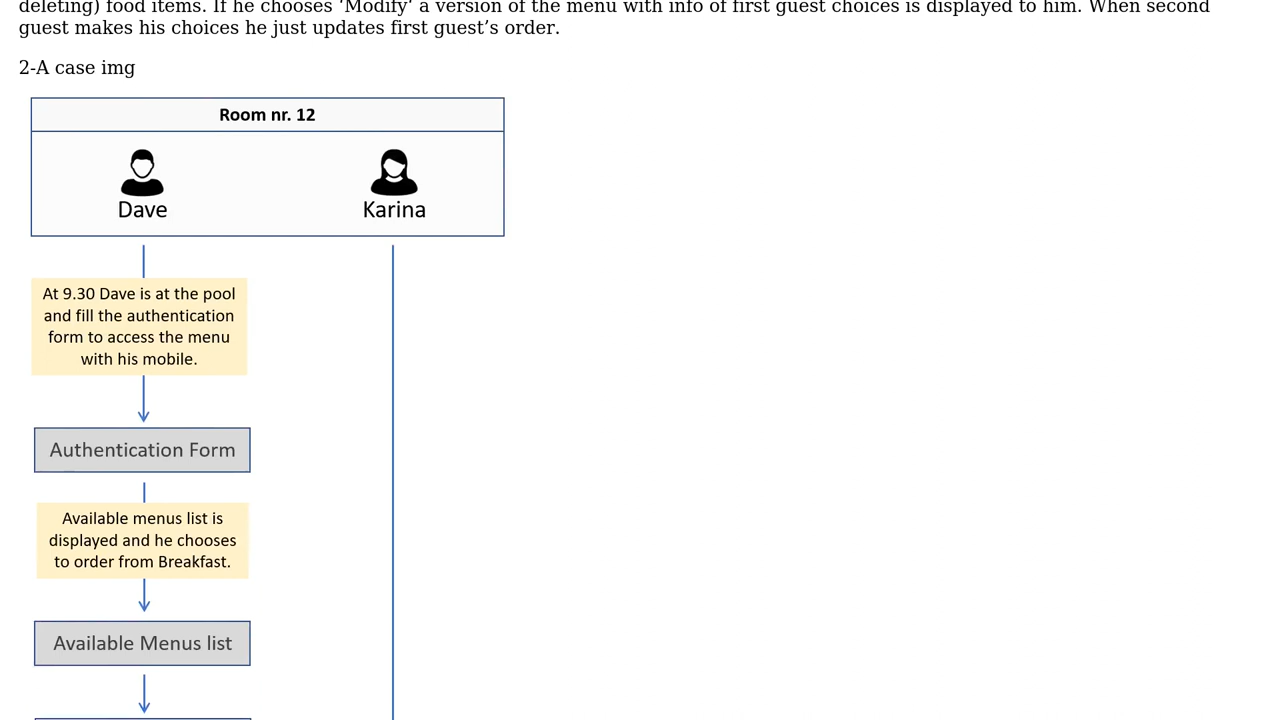 deleting) food items. If he chooses ‘Modify’ a version of the menu with info of first guest choices is displayed to him. When second
guest makes his choices he just updates first guest’s order.
2-A case img
Room nr. 12
Dave
Karina
At 9.30 Dave is at the pool
and fill the authentication
form to access the menu
with his mobile.
Authentication Form
Available menus list is
displayed and he chooses
to order from Breakfast.
Available Menus list